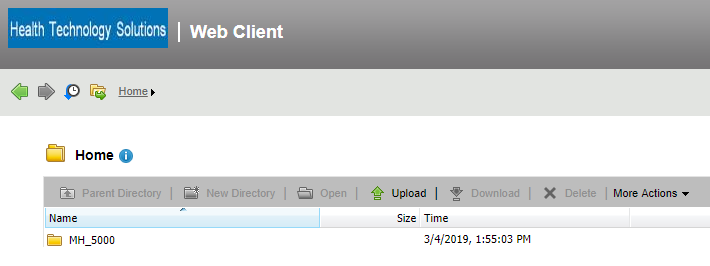 Health Technology Solutions | Web Client
Home
Home
Parent Directory | New Directory | Open | Upload | Download | Delete | More Actions
Name Size Time
MH_5000 3/4/2019, 1:55:03 PM